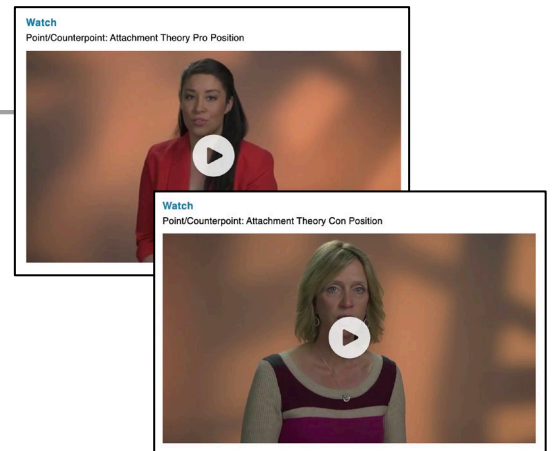 Watch
Point/Counterpoint: Attachment Theory Pro Position
Watch
Point/Counterpoint: Attachment Theory Con Position